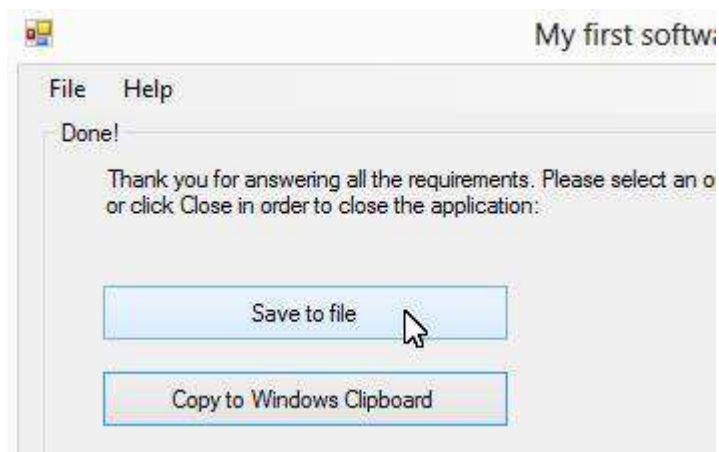 My first softwa
File Help
Done!
Thank you for answering all the requirements. Please select an o
or click Close in order to close the application:
Save to file
Copy to Windows Clipboard